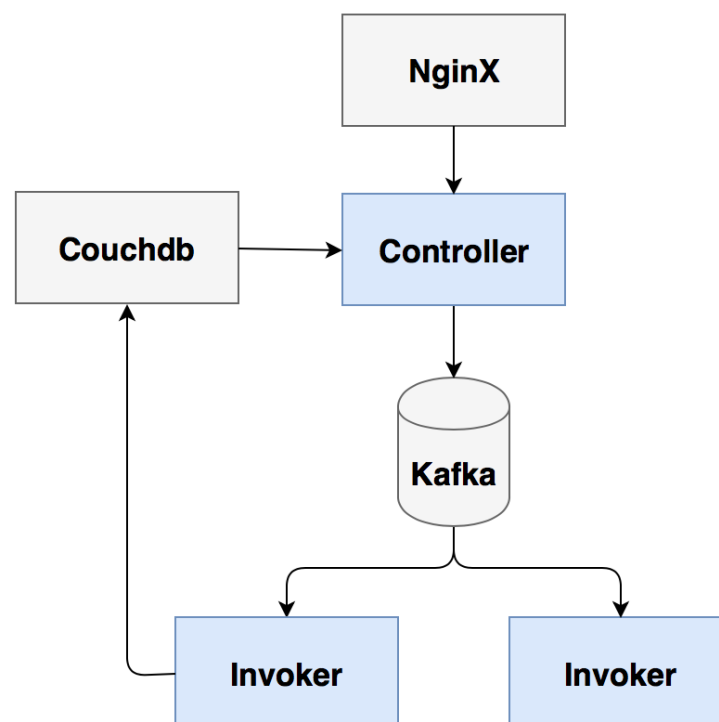 NginX
Couchdb
Controller
Kafka
Invoker
Invoker